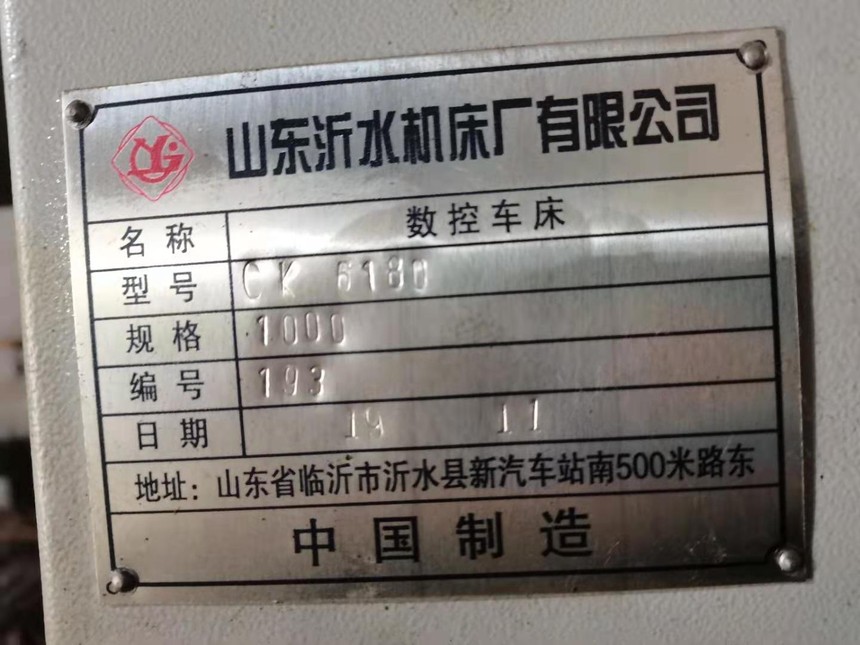 山东沂水机床厂有限公司
名称 数控车床
型号 CK 6180
规格 1000
编号 193
日期 19 11
地址：山东省临沂市沂水县新汽车站南500米路东
中国制造